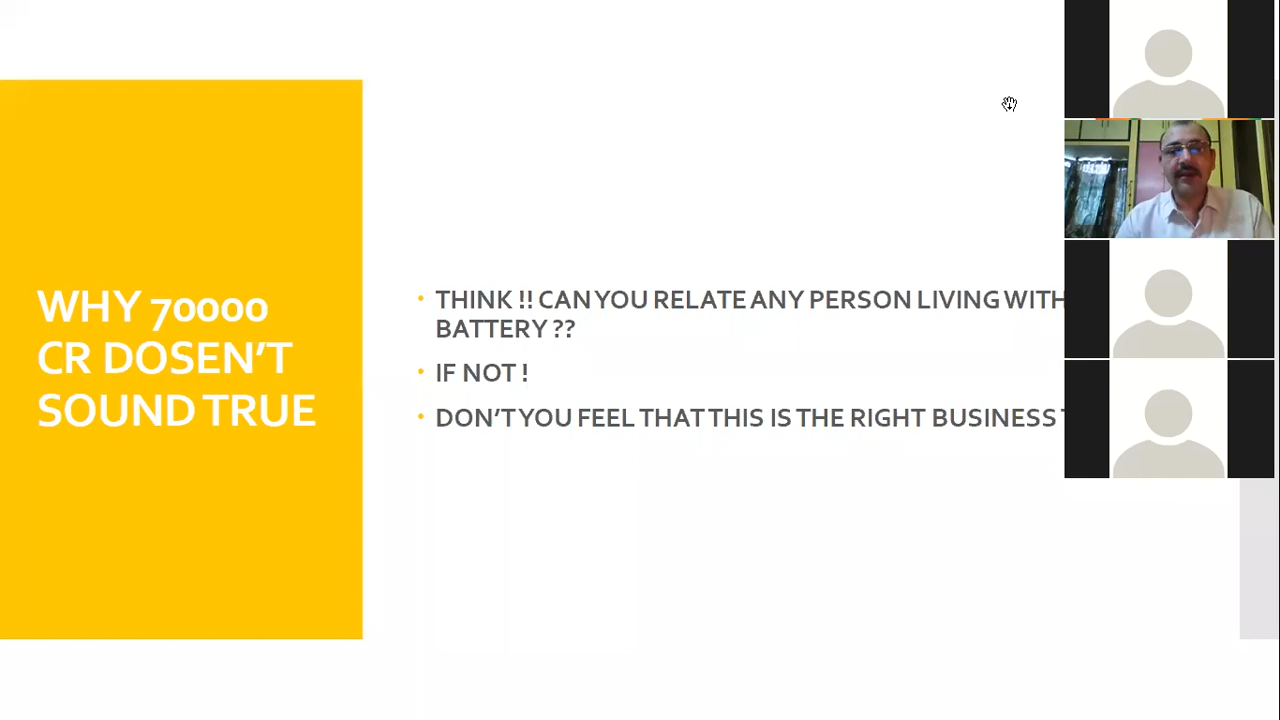 WHY 70000
CR DOSEN'T
SOUND TRUE
• THINK !! CAN YOU RELATE ANY PERSON LIVING WITH
BATTERY ??
• IF NOT !
• DON'T YOU FEEL THAT THIS IS THE RIGHT BUSINESS